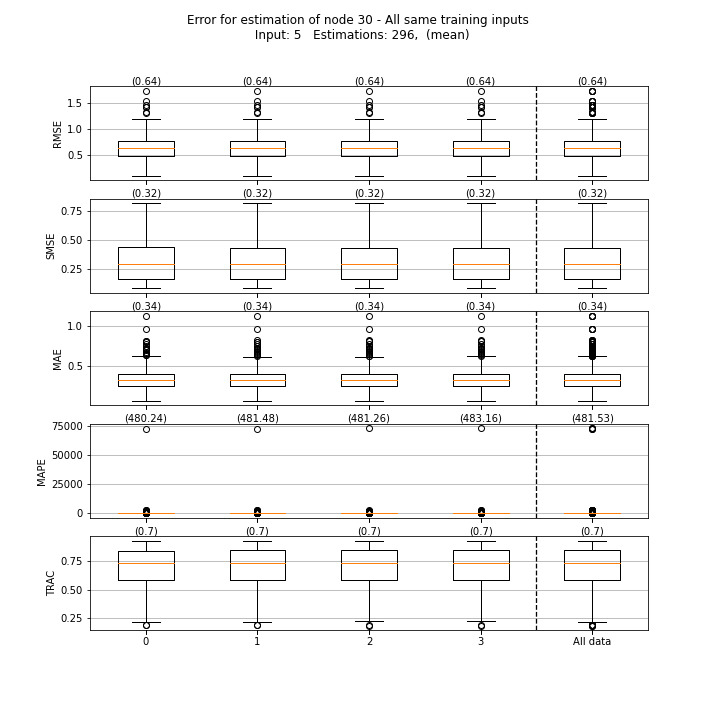 Error for estimation of node 30 - All same training inputs
Input: 5   Estimations: 296,  (mean)
(0.64) (0.64) (0.64) (0.64) (0.64)
1.5
1.0
0.5
RMSE
(0.32) (0.32) (0.32) (0.32) (0.32)
0.75
0.50
0.25
SMSE
(0.34) (0.34) (0.34) (0.34) (0.34)
1.0
0.5
MAE
(480.24) (481.48) (481.26) (483.16) (481.53)
75000
50000
25000
0
MAPE
(0.7) (0.7) (0.7) (0.7) (0.7)
0.75
0.50
0.25
TRAC
0 1 2 3 All data